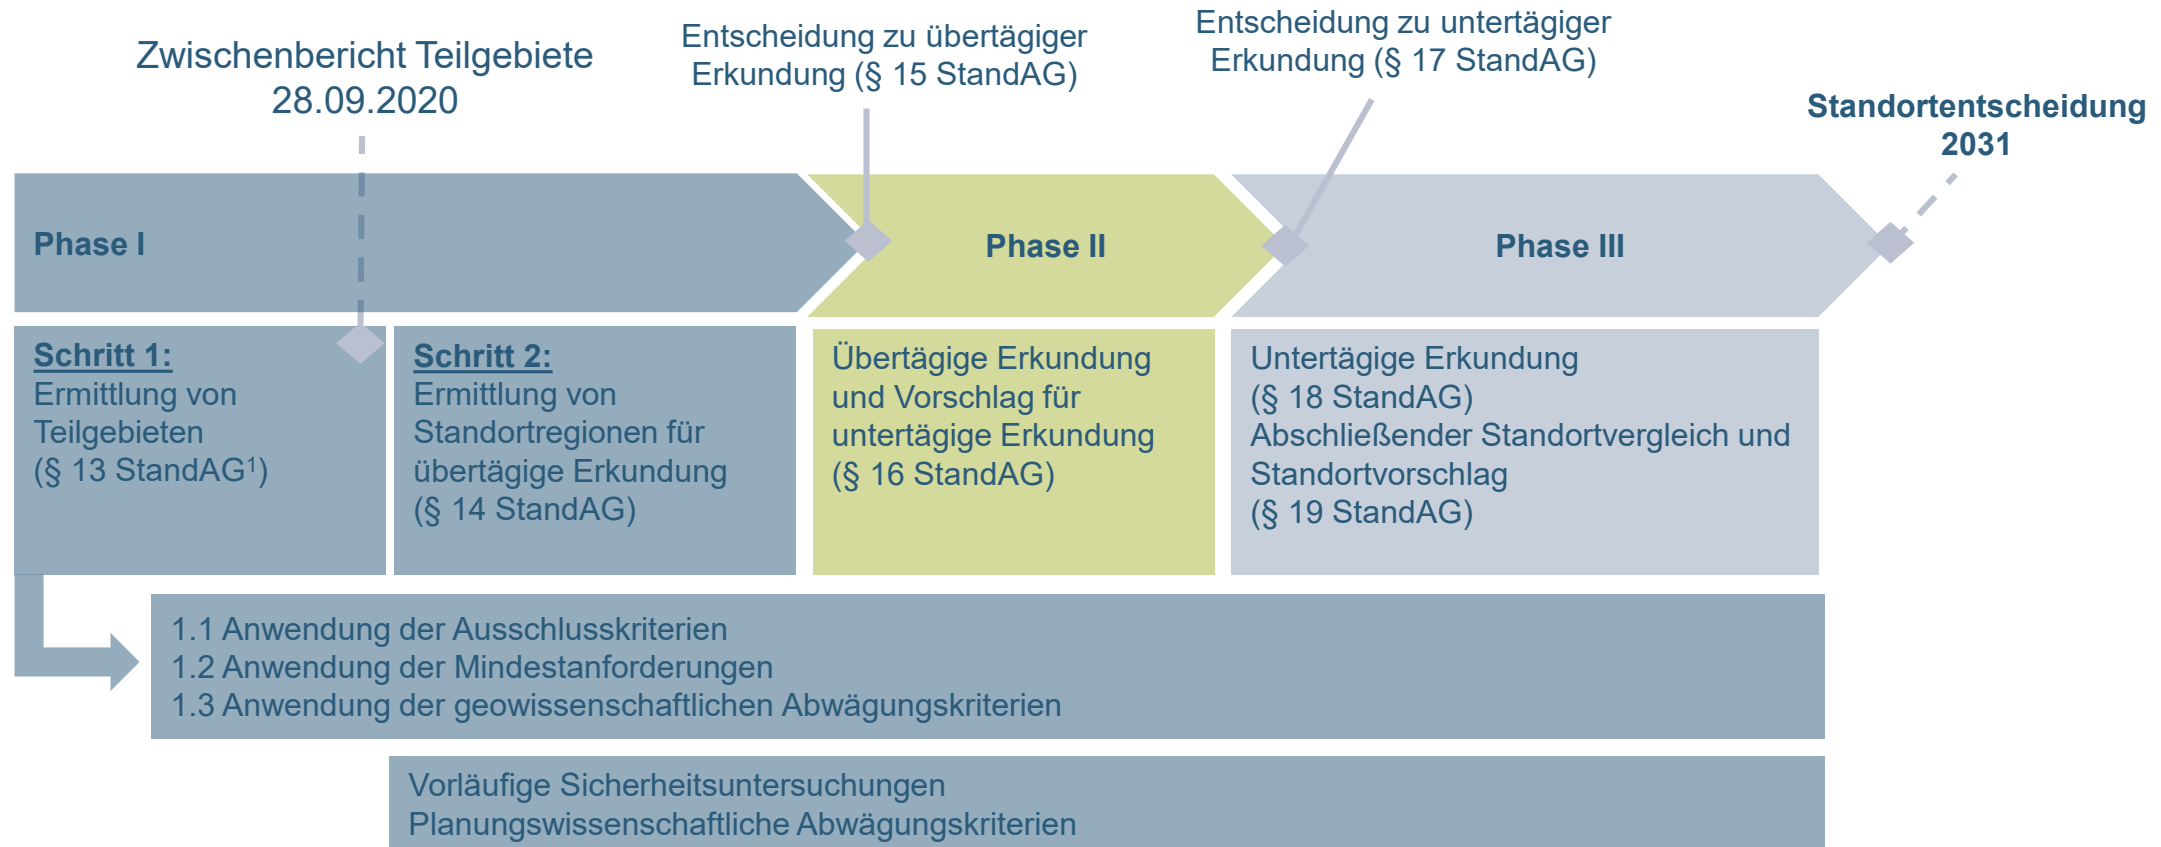 Zwischenbericht Teilgebiete
28.09.2020
Entscheidung zu übertägiger
Erkundung (§ 15 StandAG)
Entscheidung zu untertägiger
Erkundung (§ 17 StandAG)
Standortentscheidung
2031
Phase I
Phase II
Phase III
Schritt 1:
Ermittlung von
Teilgebieten
(§ 13 StandAG¹)
Schritt 2:
Ermittlung von
Standortregionen für
übertägige Erkundung
(§ 14 StandAG)
Übertägige Erkundung
und Vorschlag für
untertägige Erkundung
(§ 16 StandAG)
Untertägige Erkundung
(§ 18 StandAG)
Abschließender Standortvergleich und
Standortvorschlag
(§ 19 StandAG)
1.1 Anwendung der Ausschlusskriterien
1.2 Anwendung der Mindestanforderungen
1.3 Anwendung der geowissenschaftlichen Abwägungskriterien
Vorläufige Sicherheitsuntersuchungen
Planungswissenschaftliche Abwägungskriterien